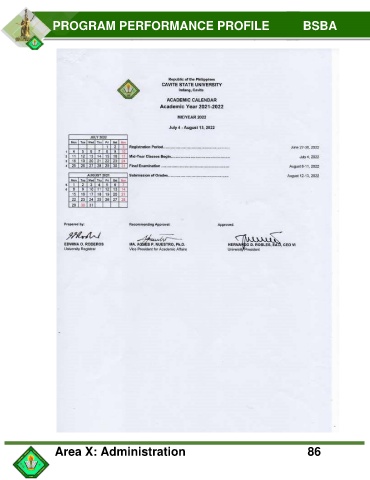 PROGRAM PERFORMANCE PROFILE BSBA
Republic of the Philippines
CAVITE STATE UNIVERSITY
Indang, Cavite
ACADEMIC CALENDAR
Academic Year 2021-2022
MIDYEAR 2022
July 4 - August 13, 2022
JULY 2022
Mon Tue Wed Thu Fri Sat Sun
1 2 3
4 5 6 7 8 9 10
11 12 13 14 15 16 17
18 19 20 21 22 23 24
25 26 27 28 29 30 31
AUGUST 2022
Mon Tue Wed Thu Fri Sat Sun
1 2 3 4 5 6 7
8 9 10 11 12 13 14
15 16 17 18 19 20 21
22 23 24 25 26 27 28
29 30 31
Registration Period
Mid-Year Classes Begin July 4, 2022
Final Examination August 9-11, 2022
Submission of Grades August 12-13, 2022
Prepared by: Recommending Approval: Approved:
EDWINA O. RODEROS MA. AGNES P. NUESTRO, Ph.D. HERNANDO D. ROBLES, Ed.D., CEO VI
University Registrar Vice President for Academic Affairs University President
Area X: Administration 86